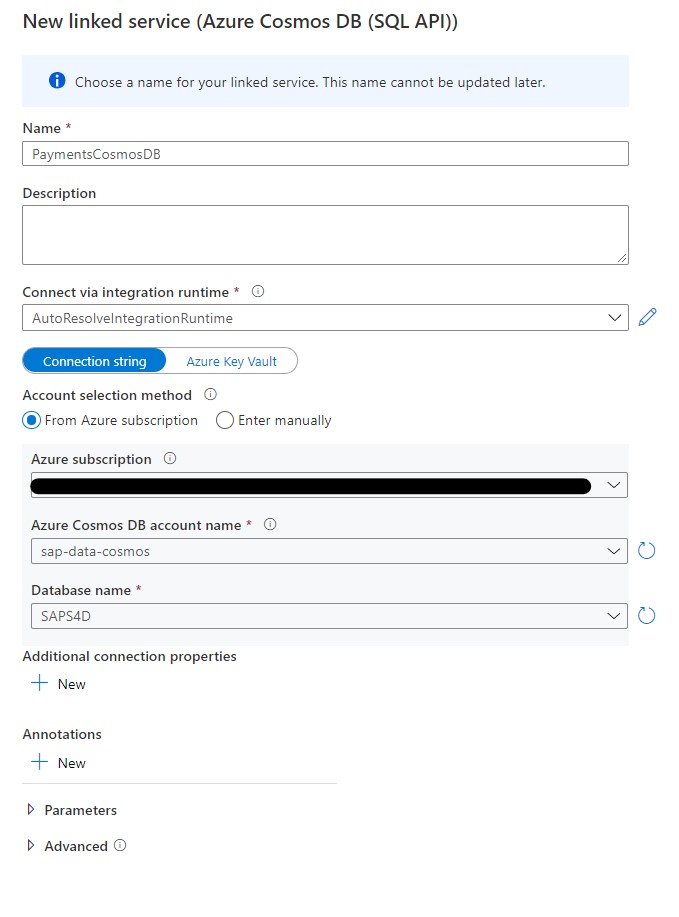 New linked service (Azure Cosmos DB (SQL API))
Choose a name for your linked service. This name cannot be updated later.
Name *
PaymentsCosmosDB
Description
Connect via integration runtime *
AutoResolveIntegrationRuntime
Connection string Azure Key Vault
Account selection method
From Azure subscription Enter manually
Azure subscription
Azure Cosmos DB account name *
sap-data-cosmos
Database name *
SAPS4D
Additional connection properties
New
Annotations
New
Parameters
Advanced